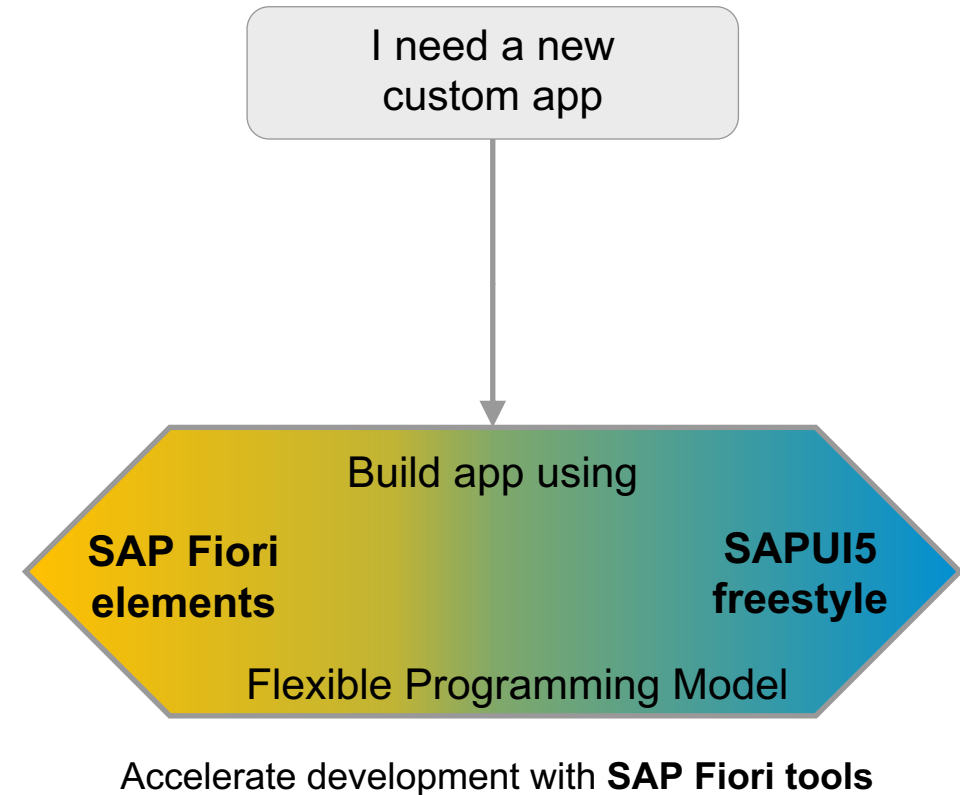 I need a new
custom app
Build app using
SAP Fiori
elements
SAPUI5
freestyle
Flexible Programming Model
Accelerate development with SAP Fiori tools